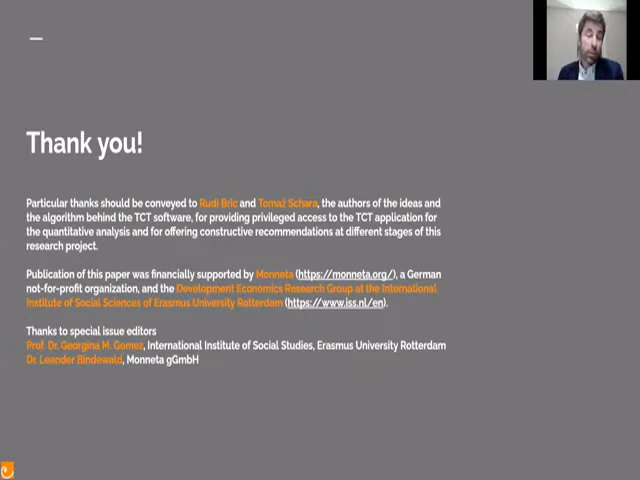 Thank you!
Particular thanks should be conveyed to Rudi Bric and Tomaž Schara, the authors of the ideas and
the algorithm behind the TCT software, for providing privileged access to the TCT application for
the quantitative analysis and for offering constructive recommendations at different stages of this
research project.
Publication of this paper was financially supported by Monneta (https://monneta.org/), a German
not-for-profit organization, and the Development Economics Research Group at the International
Institute of Social Sciences of Erasmus University Rotterdam (https://www.iss.nl/en).
Thanks to special issue editors
Prof. Dr. Georgina M. Gomez, International Institute of Social Studies, Erasmus University Rotterdam
Dr. Leander Bindewald, Monneta gGmbH